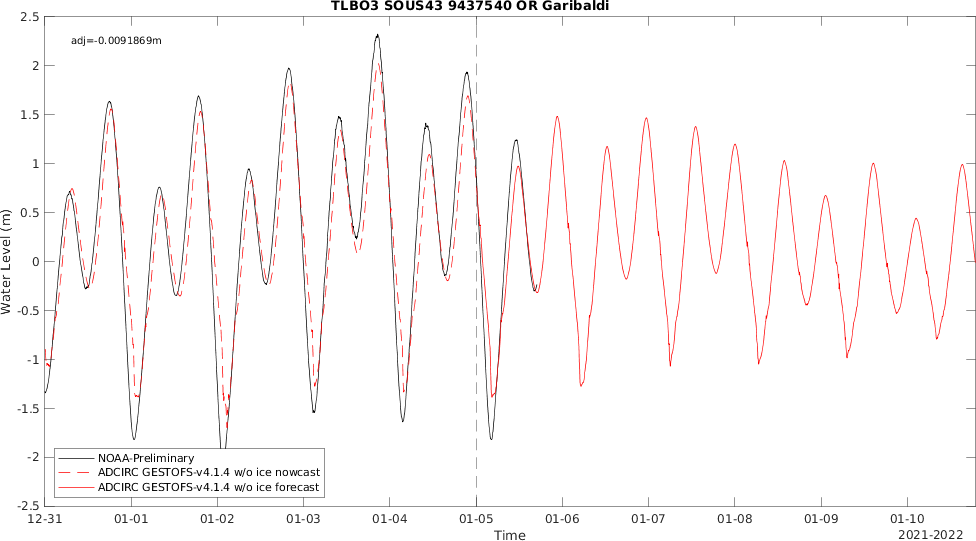 TLBO3 SOUS43 9437540 OR Garibaldi
adj=-0.0091869m
2.5
2
1.5
1
0.5
0
-0.5
-1
-1.5
-2
-2.5
Water Level (m)
NOAA-Preliminary
ADCIRC GESTOFS-v4.1.4 w/o ice nowcast
ADCIRC GESTOFS-v4.1.4 w/o ice forecast
12-31 01-01 01-02 01-03 01-04 01-05 01-06 01-07 01-08 01-09 01-10
Time
2021-2022